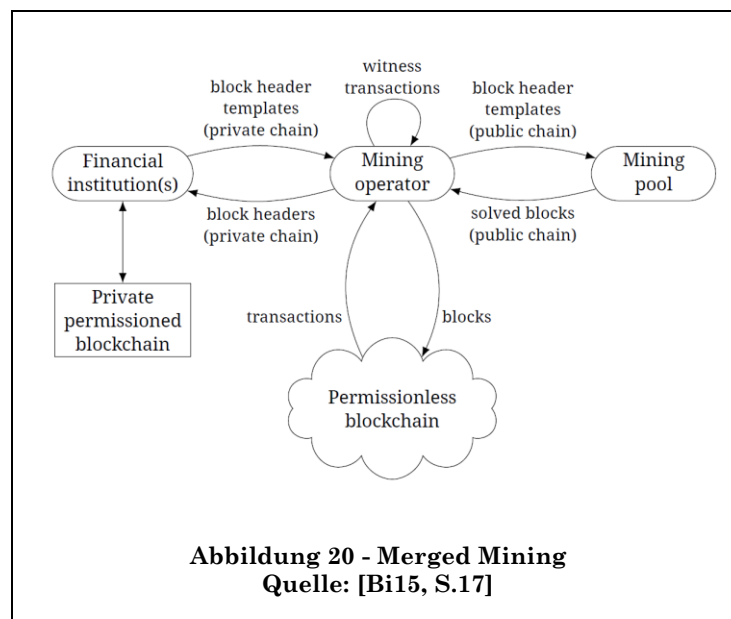 witness
transactions
block header
templates
(private chain)
block header
templates
(public chain)
Financial
institution(s)
Mining
operator
Mining
pool
block headers
(private chain)
solved blocks
(public chain)
Private
permissioned
blockchain
transactions
blocks
Permissionless
blockchain
Abbildung 20 - Merged Mining
Quelle: [Bi15, S.17]